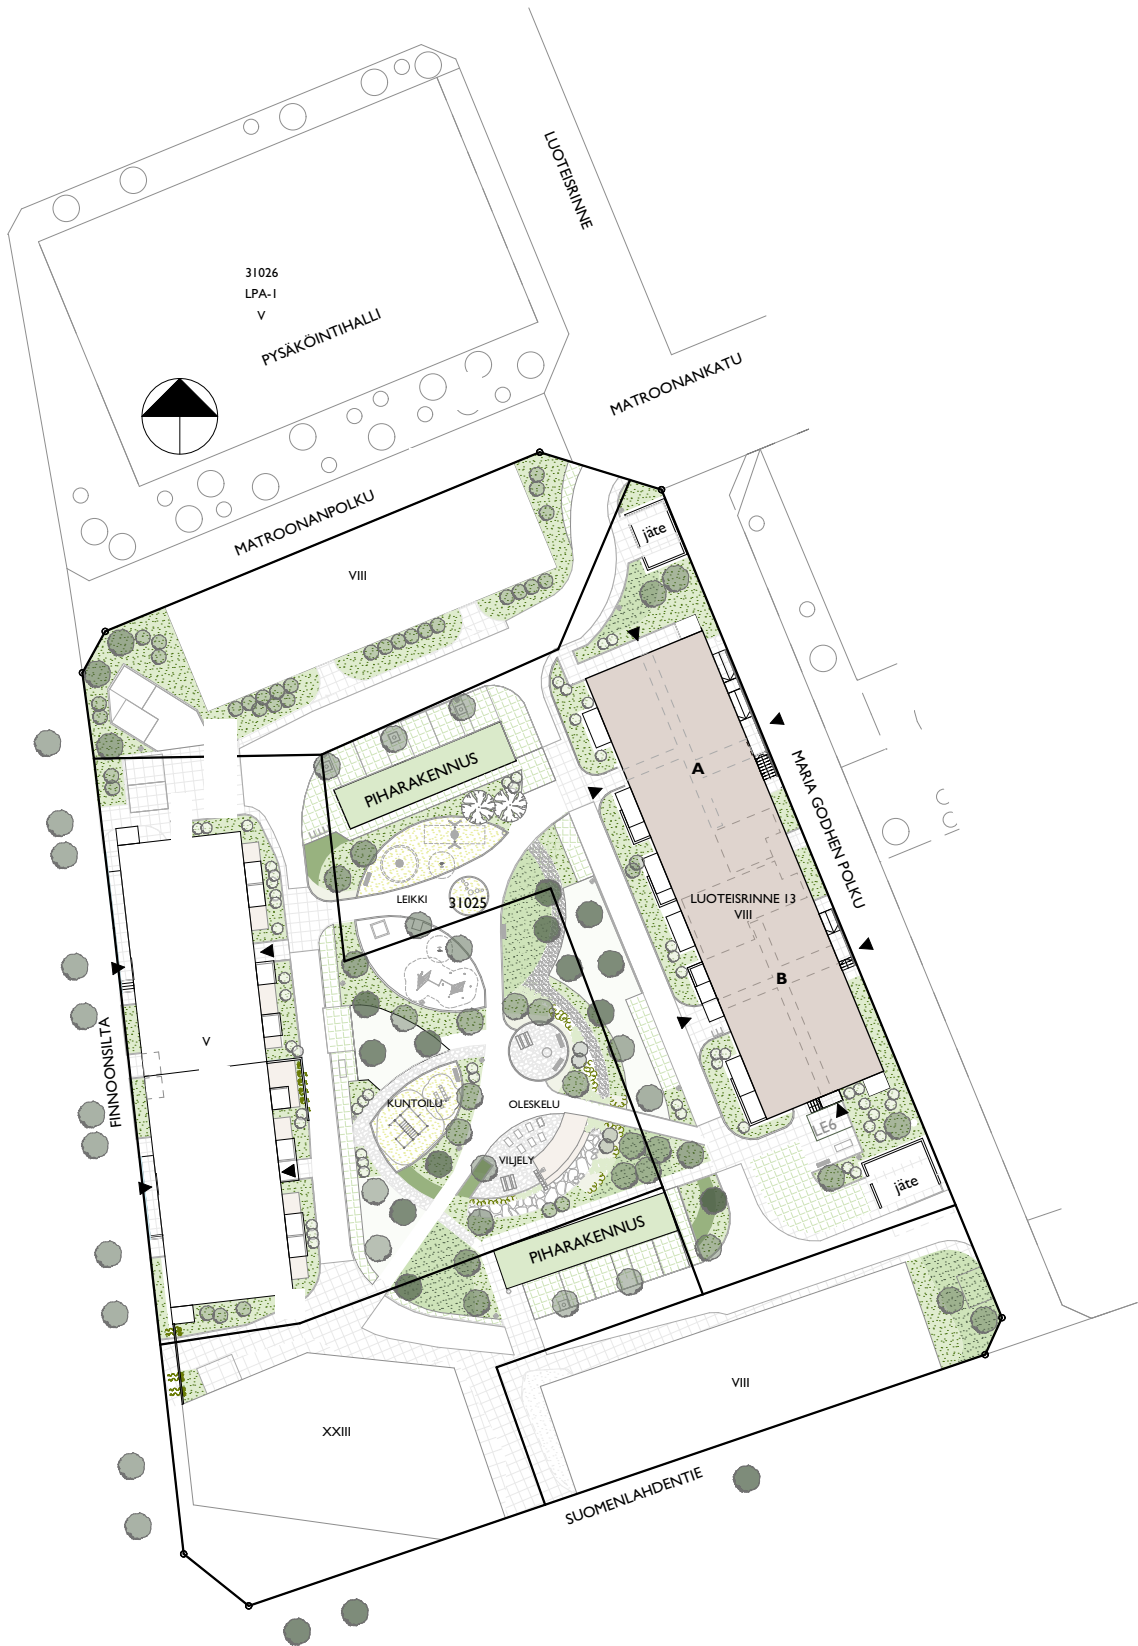 LUOTEISRINNE
31026
LPA-1
V
PYSÄKÖINTIHALLI
MATROONANKATU
MATROONANPOLKU
jäte
VIII
PIHARAKENNUS
A
MARIA GODHEN POLKU
LEIKKI
31025
LUOTEISRINNE 13
VIII
B
FINNOONSILTA
V
KUNTOILU
OLESKELU
LE6
VILJELY
jäte
PIHARAKENNUS
VIII
XXIII
SUOMENLAHDENTIE